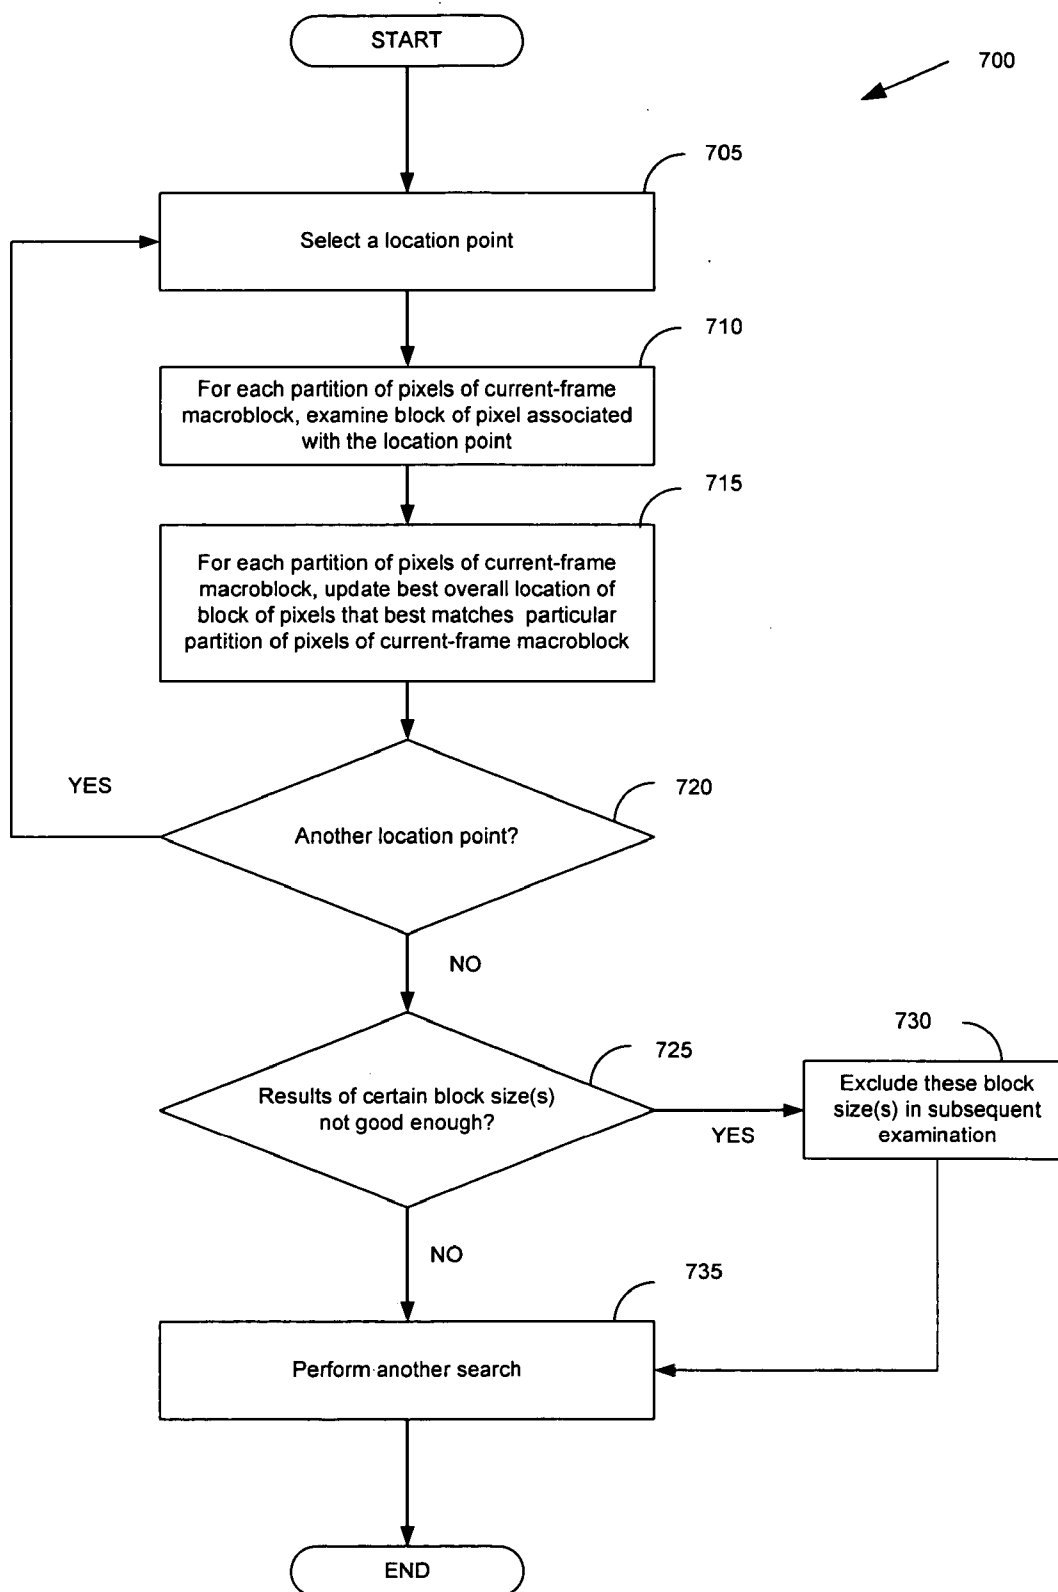 START
700
705
Select a location point
710
For each partition of pixels of current-frame
macroblock, examine block of pixel associated
with the location point
715
For each partition of pixels of current-frame
macroblock, update best overall location of
block of pixels that best matches particular
partition of pixels of current-frame macroblock
YES
720
Another location point?
NO
725
Results of certain block size(s)
not good enough?
YES
730
Exclude these block
size(s) in subsequent
examination
NO
735
Perform another search
END